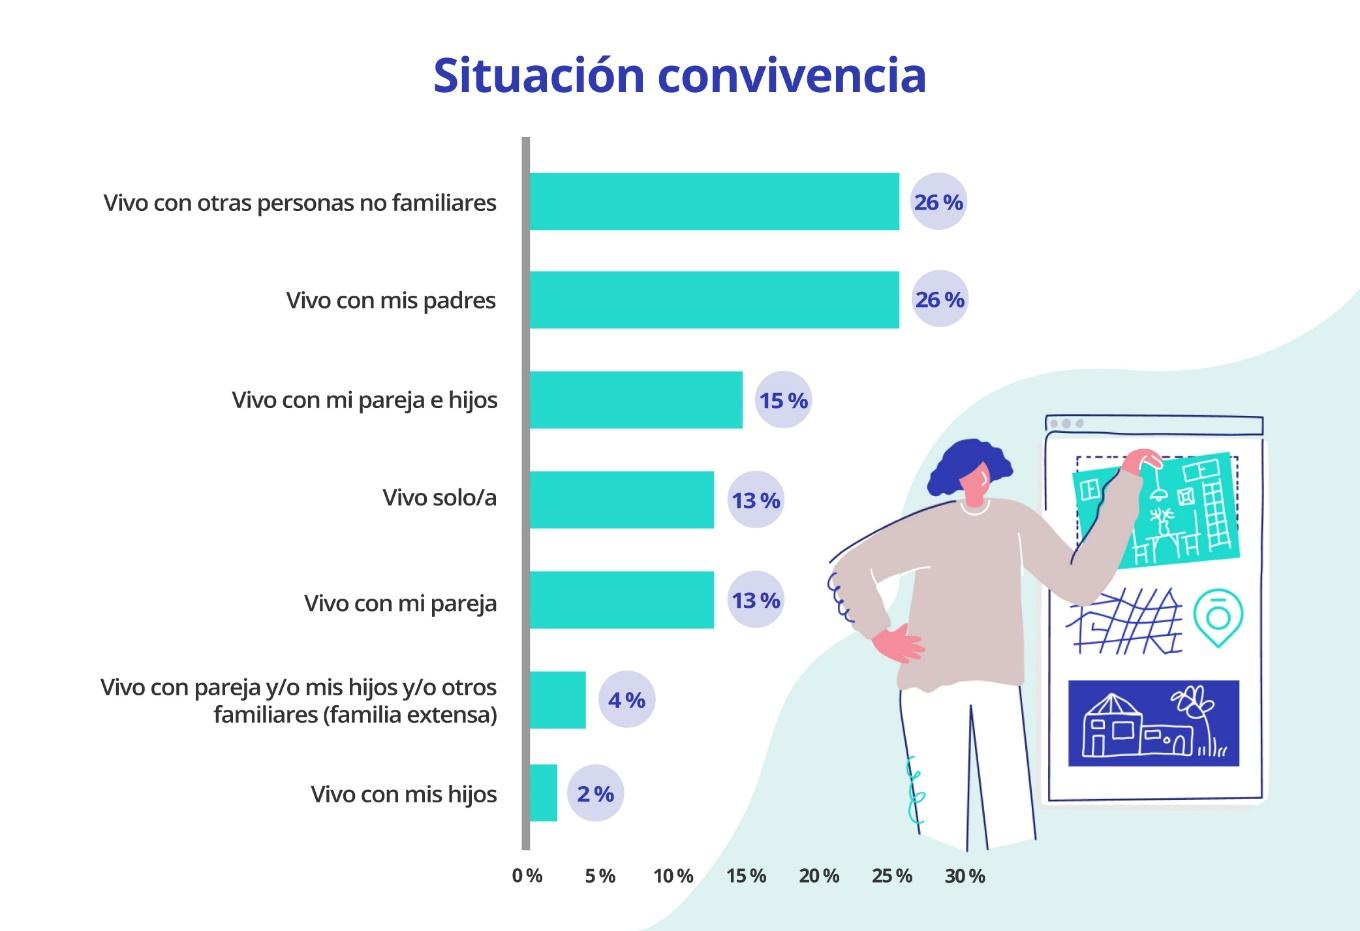 Situación convivencia
Vivo con otras personas no familiares
26 %
Vivo con mis padres
26 %
Vivo con mi pareja e hijos
15 %
Vivo solo/a
13 %
Vivo con mi pareja
13 %
Vivo con pareja y/o mis hijos y/o otros
familiares (familia extensa)
4 %
Vivo con mis hijos
2 %
0 % 5 % 10 % 15 % 20 % 25 % 30 %